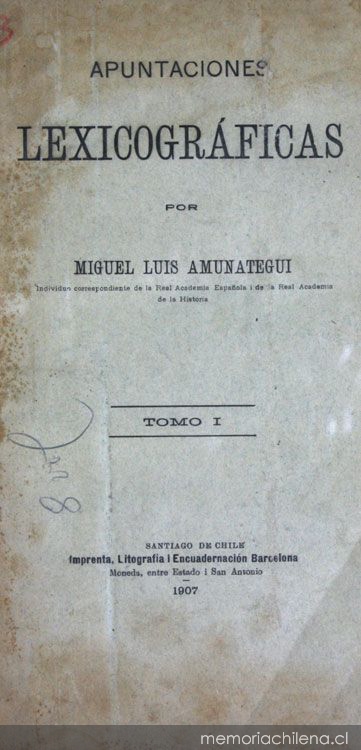 APUNTACIONES
LEXICOGRÁFICAS
POR
MIGUEL LUIS AMUNATEGUI
Individuo correspondiente de la Real Academia Española i de la Real Academia
de la Historia
TOMO I
SANTIAGO DE CHILE
Imprenta, Litografia i Encuadernación Barcelona
Moneda, entre Estado i San Antonio
1907
memoriachilena.cl